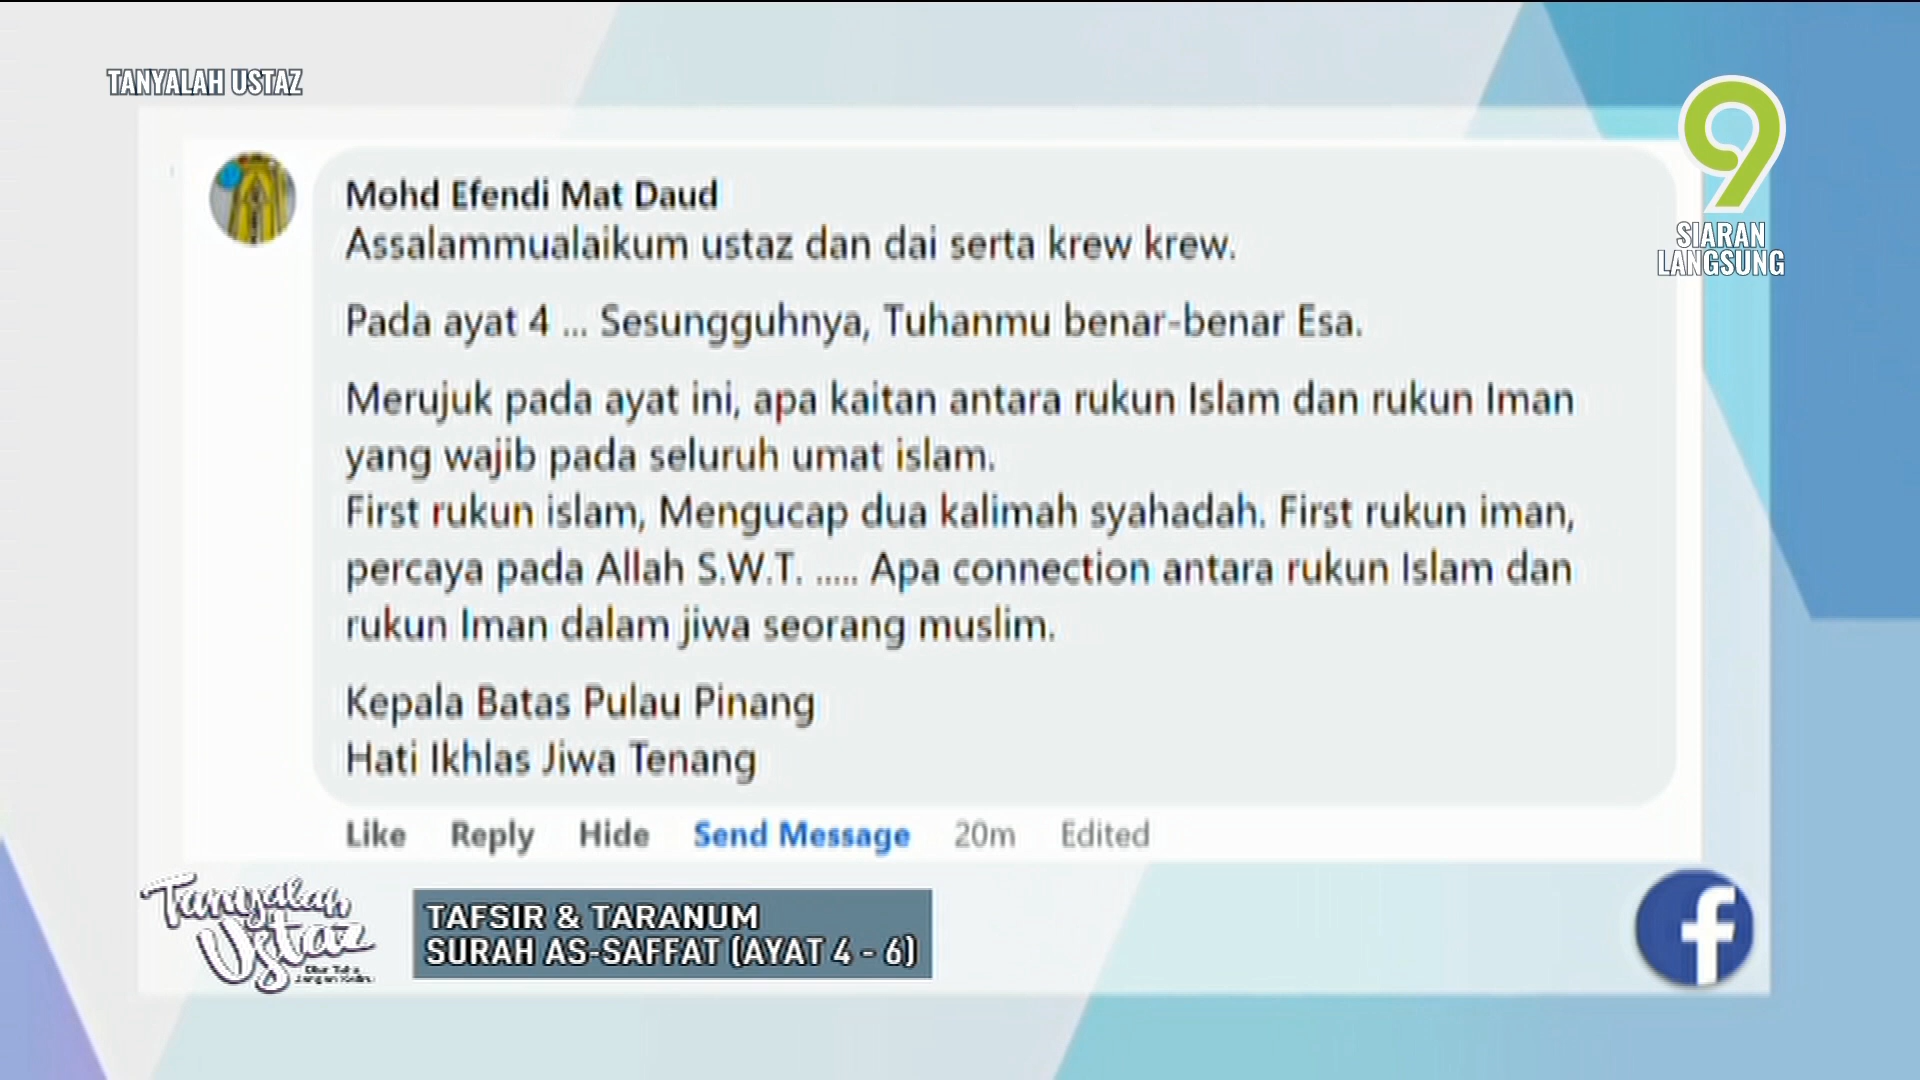 TANYALAH USTAZ
9
SIARAN
LANGSUNG
Mohd Efendi Mat Daud
Assalammualaikum ustaz dan dai serta krew krew.
Pada ayat 4 ... Sesungguhnya, Tuhanmu benar-benar Esa.
Merujuk pada ayat ini, apa kaitan antara rukun Islam dan rukun Iman
yang wajib pada seluruh umat islam.
First rukun islam, Mengucap dua kalimah syahadah. First rukun iman,
percaya pada Allah S.W.T. ..... Apa connection antara rukun Islam dan
rukun Iman dalam jiwa seorang muslim.
Kepala Batas Pulau Pinang
Hati Ikhlas Jiwa Tenang
Like Reply Hide Send Message 20m Edited
Tanyalah
Ustaz
TAFSIR & TARANUM
SURAH AS-SAFFAT (AYAT 4 - 6)
f